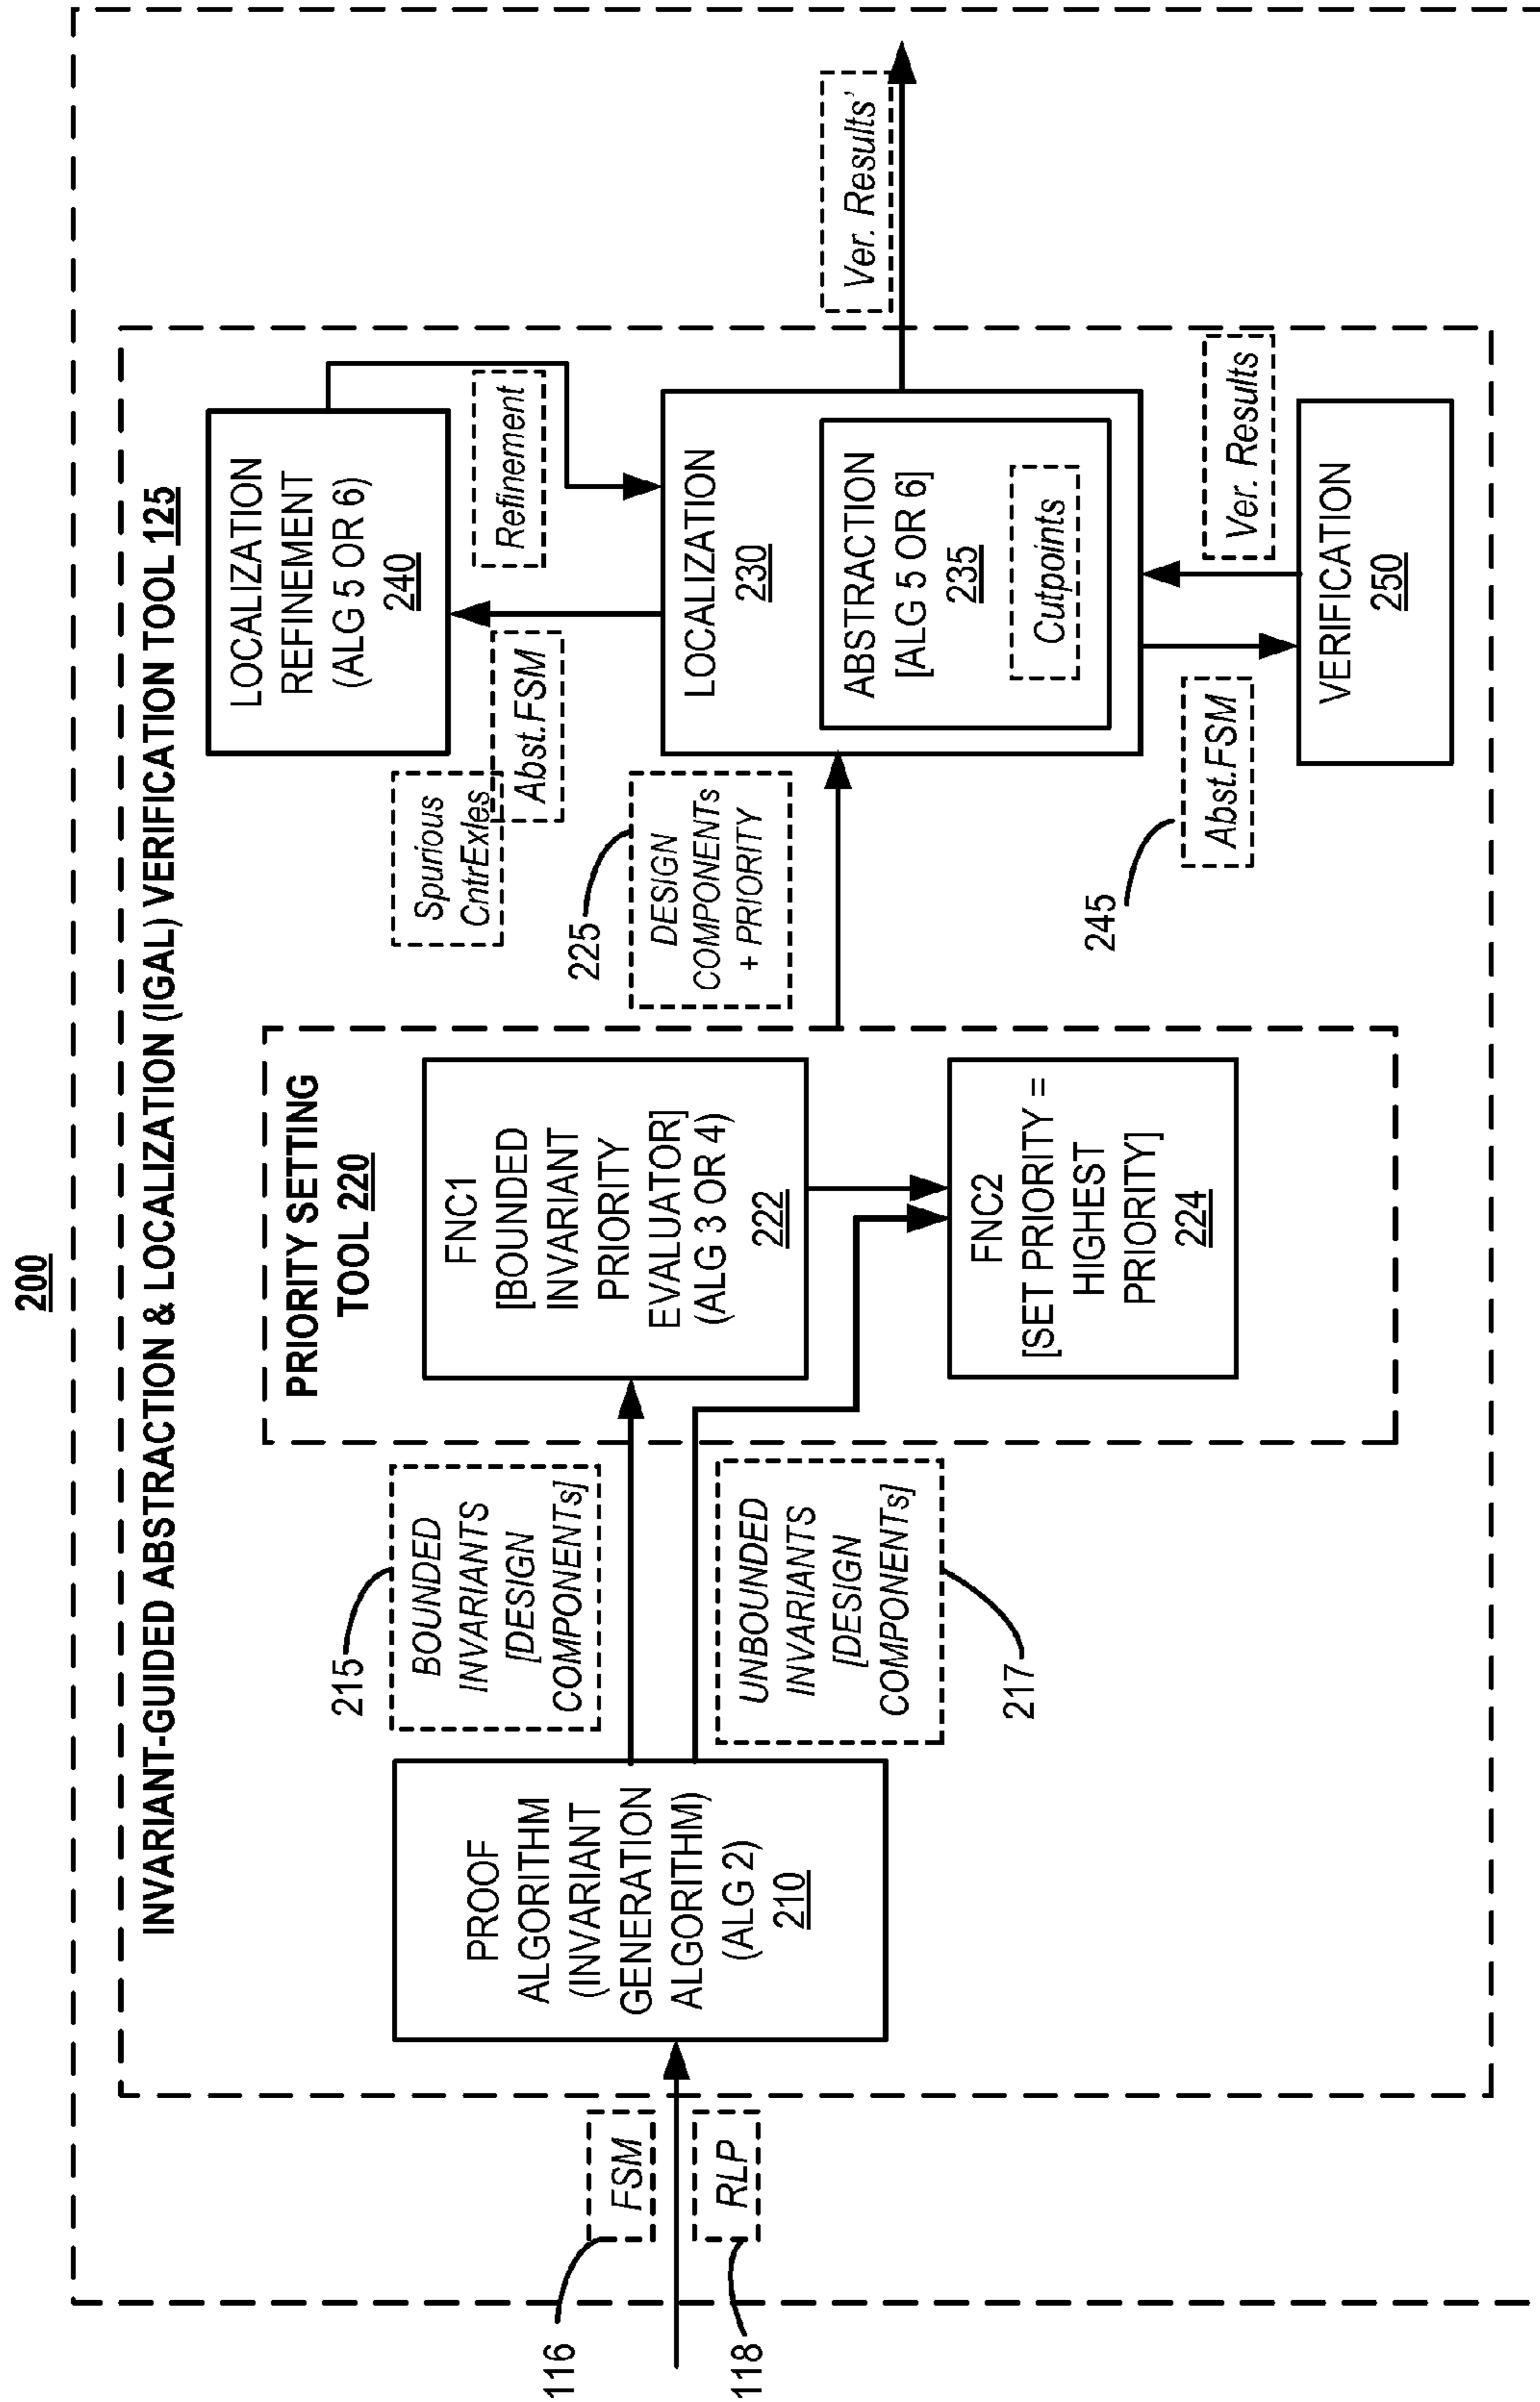 200
INVARIANT-GUIDED ABSTRACTION & LOCALIZATION (IGAL) VERIFICATION TOOL 125
116
FSM
RLP
118
PROOF
ALGORITHM
(INVARIANT
GENERATION
ALGORITHM)
(ALG 2)
210
215
BOUNDED
INVARIANTS
[DESIGN
COMPONENTs]
UNBOUNDED
INVARIANTS
[DESIGN
COMPONENTs]
217
PRIORITY SETTING
TOOL 220
FNC1
[BOUNDED
INVARIANT
PRIORITY
EVALUATOR]
(ALG 3 OR 4)
222
FNC2
[SET PRIORITY =
HIGHEST
PRIORITY]
224
225
DESIGN
COMPONENTs
+ PRIORITY
Spurious
CntrExles
Abst.FSM
LOCALIZATION
REFINEMENT
(ALG 5 OR 6)
240
Refinement
LOCALIZATION
230
ABSTRACTION
[ALG 5 OR 6]
235
Cutpoints
245
Abst.FSM
Ver. Results
VERIFICATION
250
Ver. Results'